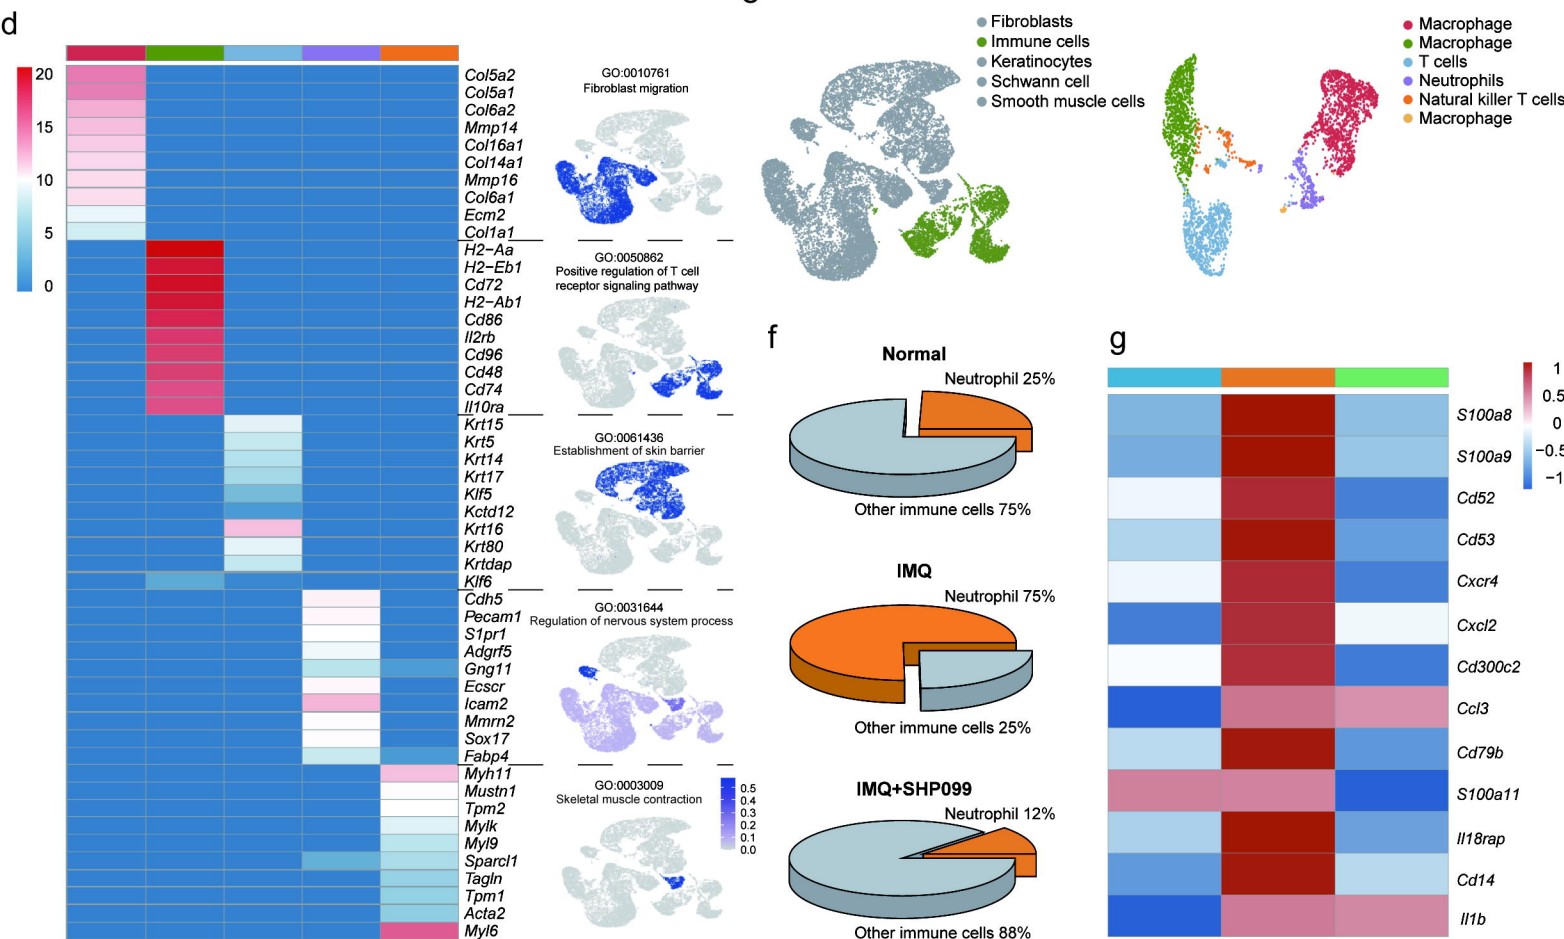 d
20
15
10
5
0
Col5a2
Col5a1
Col6a2
Mmp14
Col16a1
Col14a1
Mmp16
Col6a1
Ecm2
Col1a1
H2−Aa
H2−Eb1
Cd72
H2−Ab1
Cd86
Il2rb
Cd96
Cd48
Cd74
Il10ra
Krt15
Krt5
Krt14
Krt17
Klf5
Kctd12
Krt16
Krt80
Krtdap
Klf6
Cdh5
Pecam1
S1pr1
Adgrf5
Gng11
Ecscr
Icam2
Mmrn2
Sox17
Fabp4
Myh11
Mustn1
Tpm2
Mylk
Myl9
Sparcl1
Tagln
Tpm1
Acta2
Myl6
GO:0010761
Fibroblast migration
GO:0050862
Positive regulation of T cell
receptor signaling pathway
GO:0061436
Establishment of skin barrier
GO:0031644
Regulation of nervous system process
GO:0003009
Skeletal muscle contraction
0.5
0.4
0.3
0.2
0.1
0.0
Fibroblasts
Immune cells
Keratinocytes
Schwann cell
Smooth muscle cells
Macrophage
Macrophage
T cells
Neutrophils
Natural killer T cells
Macrophage
f
Normal
Neutrophil 25%
Other immune cells 75%
IMQ
Neutrophil 75%
Other immune cells 25%
IMQ+SHP099
Neutrophil 12%
Other immune cells 88%
g
1
0.5
0
−0.5
−1
S100a8
S100a9
Cd52
Cd53
Cxcr4
Cxcl2
Cd300c2
Ccl3
Cd79b
S100a11
Il18rap
Cd14
Il1b